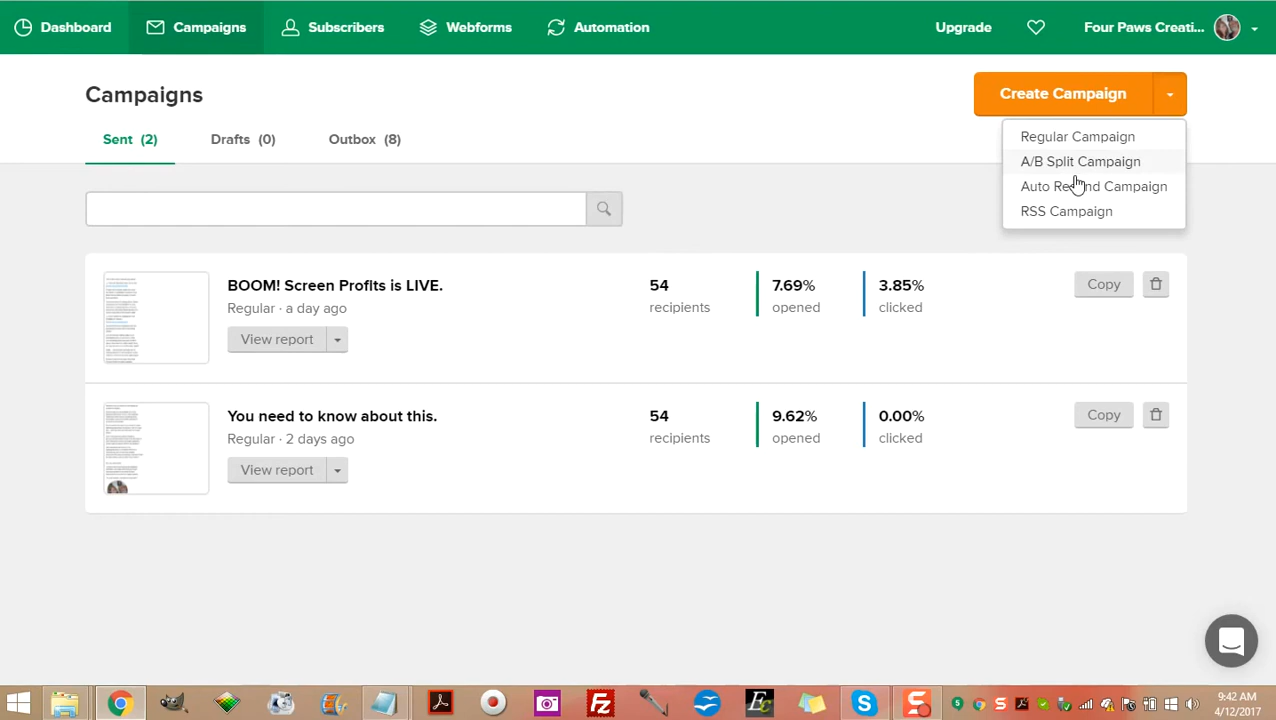 Dashboard Campaigns Subscribers Webforms Automation Upgrade Four Paws Creati...
Campaigns
Create Campaign
Sent (2) Drafts (0) Outbox (8)
Regular Campaign
A/B Split Campaign
Auto Resend Campaign
RSS Campaign
BOOM! Screen Profits is LIVE. 54 7.69% 3.85% Copy
Regular day ago recipients opened clicked
View report
You need to know about this. 54 9.62% 0.00% Copy
Regular 2 days ago recipients opened clicked
View report
9:42 AM
4/12/2017